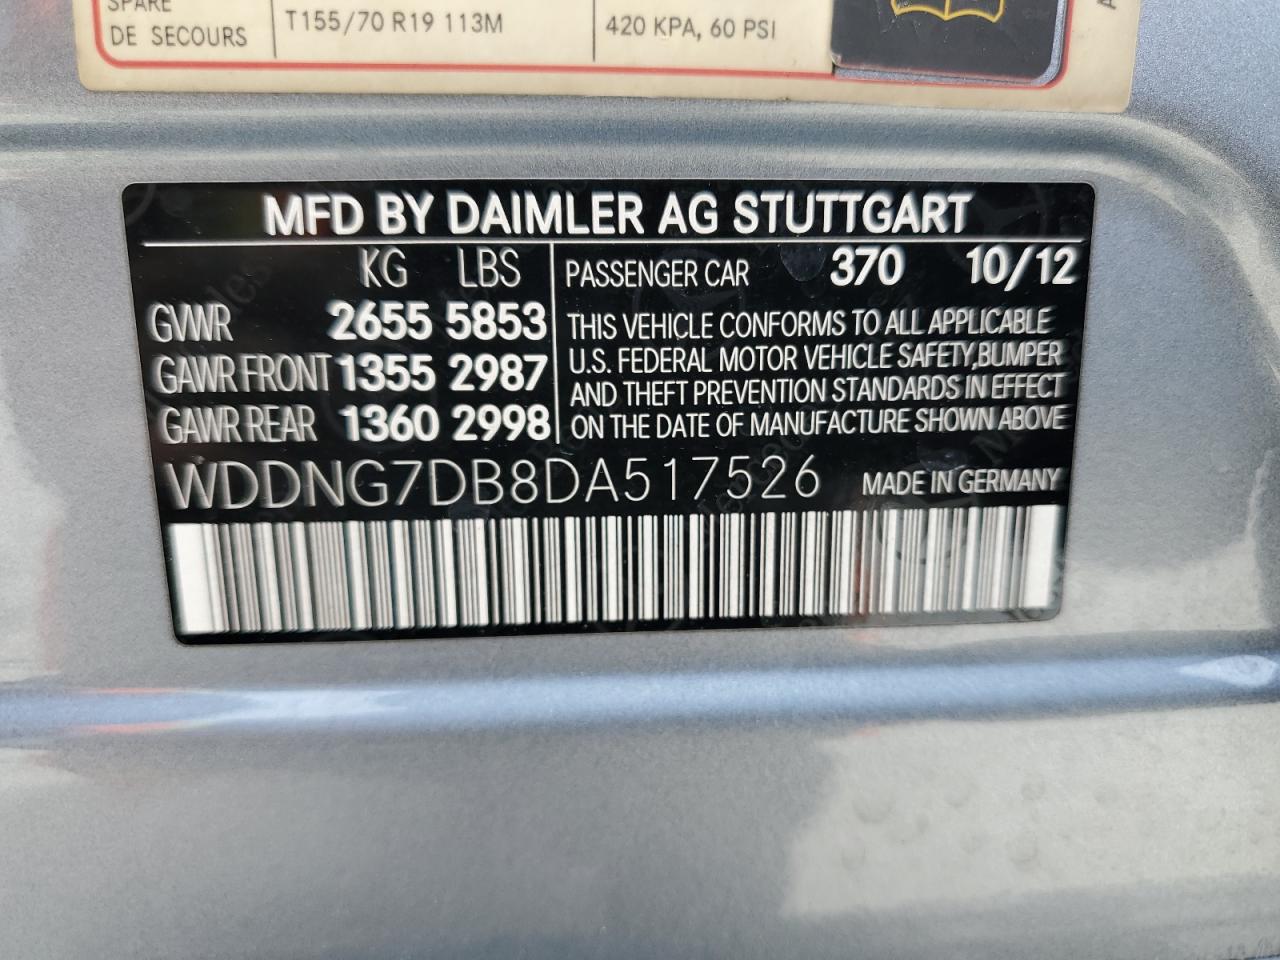 SPARE
DE SECOURS
T155/70 R19 113M
420 KPA, 60 PSI
MFD BY DAIMLER AG STUTTGART
KG LBS
GVWR 2655 5853
GAWR FRONT 1355 2987
GAWR REAR 1360 2998
PASSENGER CAR 370 10/12
THIS VEHICLE CONFORMS TO ALL APPLICABLE
U.S. FEDERAL MOTOR VEHICLE SAFETY, BUMPER
AND THEFT PREVENTION STANDARDS IN EFFECT
ON THE DATE OF MANUFACTURE SHOWN ABOVE
WDDNG7DB8DA517526 MADE IN GERMANY